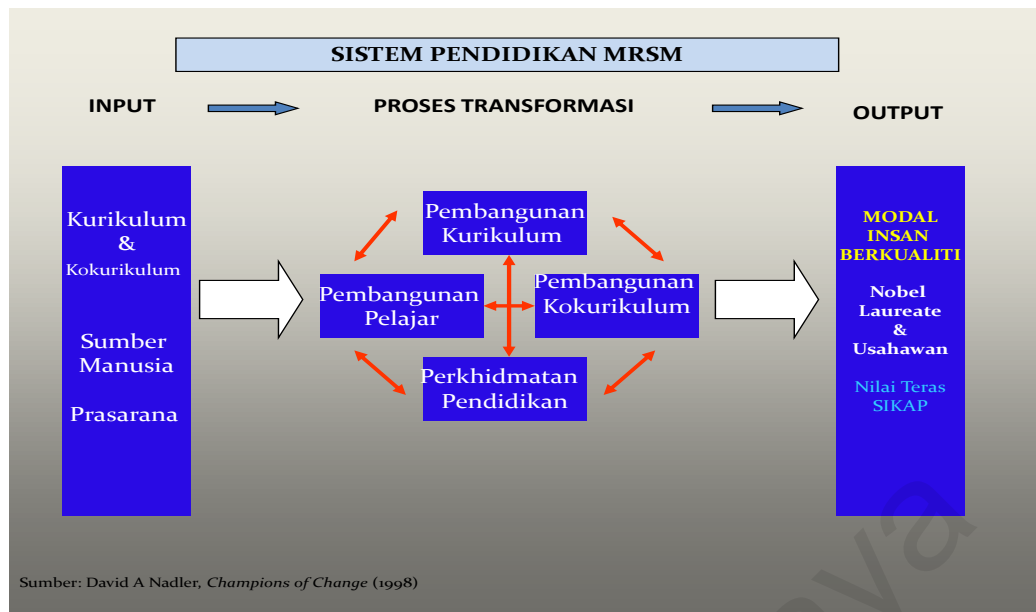 SISTEM PENDIDIKAN MRSM
INPUT
PROSES TRANSFORMASI
OUTPUT
Kurikulum
&
Kokurikulum
Sumber
Manusia
Prasarana
Pembangunan
Kurikulum
Pembangunan
Pelajar
Pembangunan
Kokurikulum
Perkhidmatan
Pendidikan
MODAL
INSAN
BERKUALITI
Nobel
Laureate
&
Usahawan
Nilai Teras
SIKAP
Sumber: David A Nadler, Champions of Change (1998)
ya